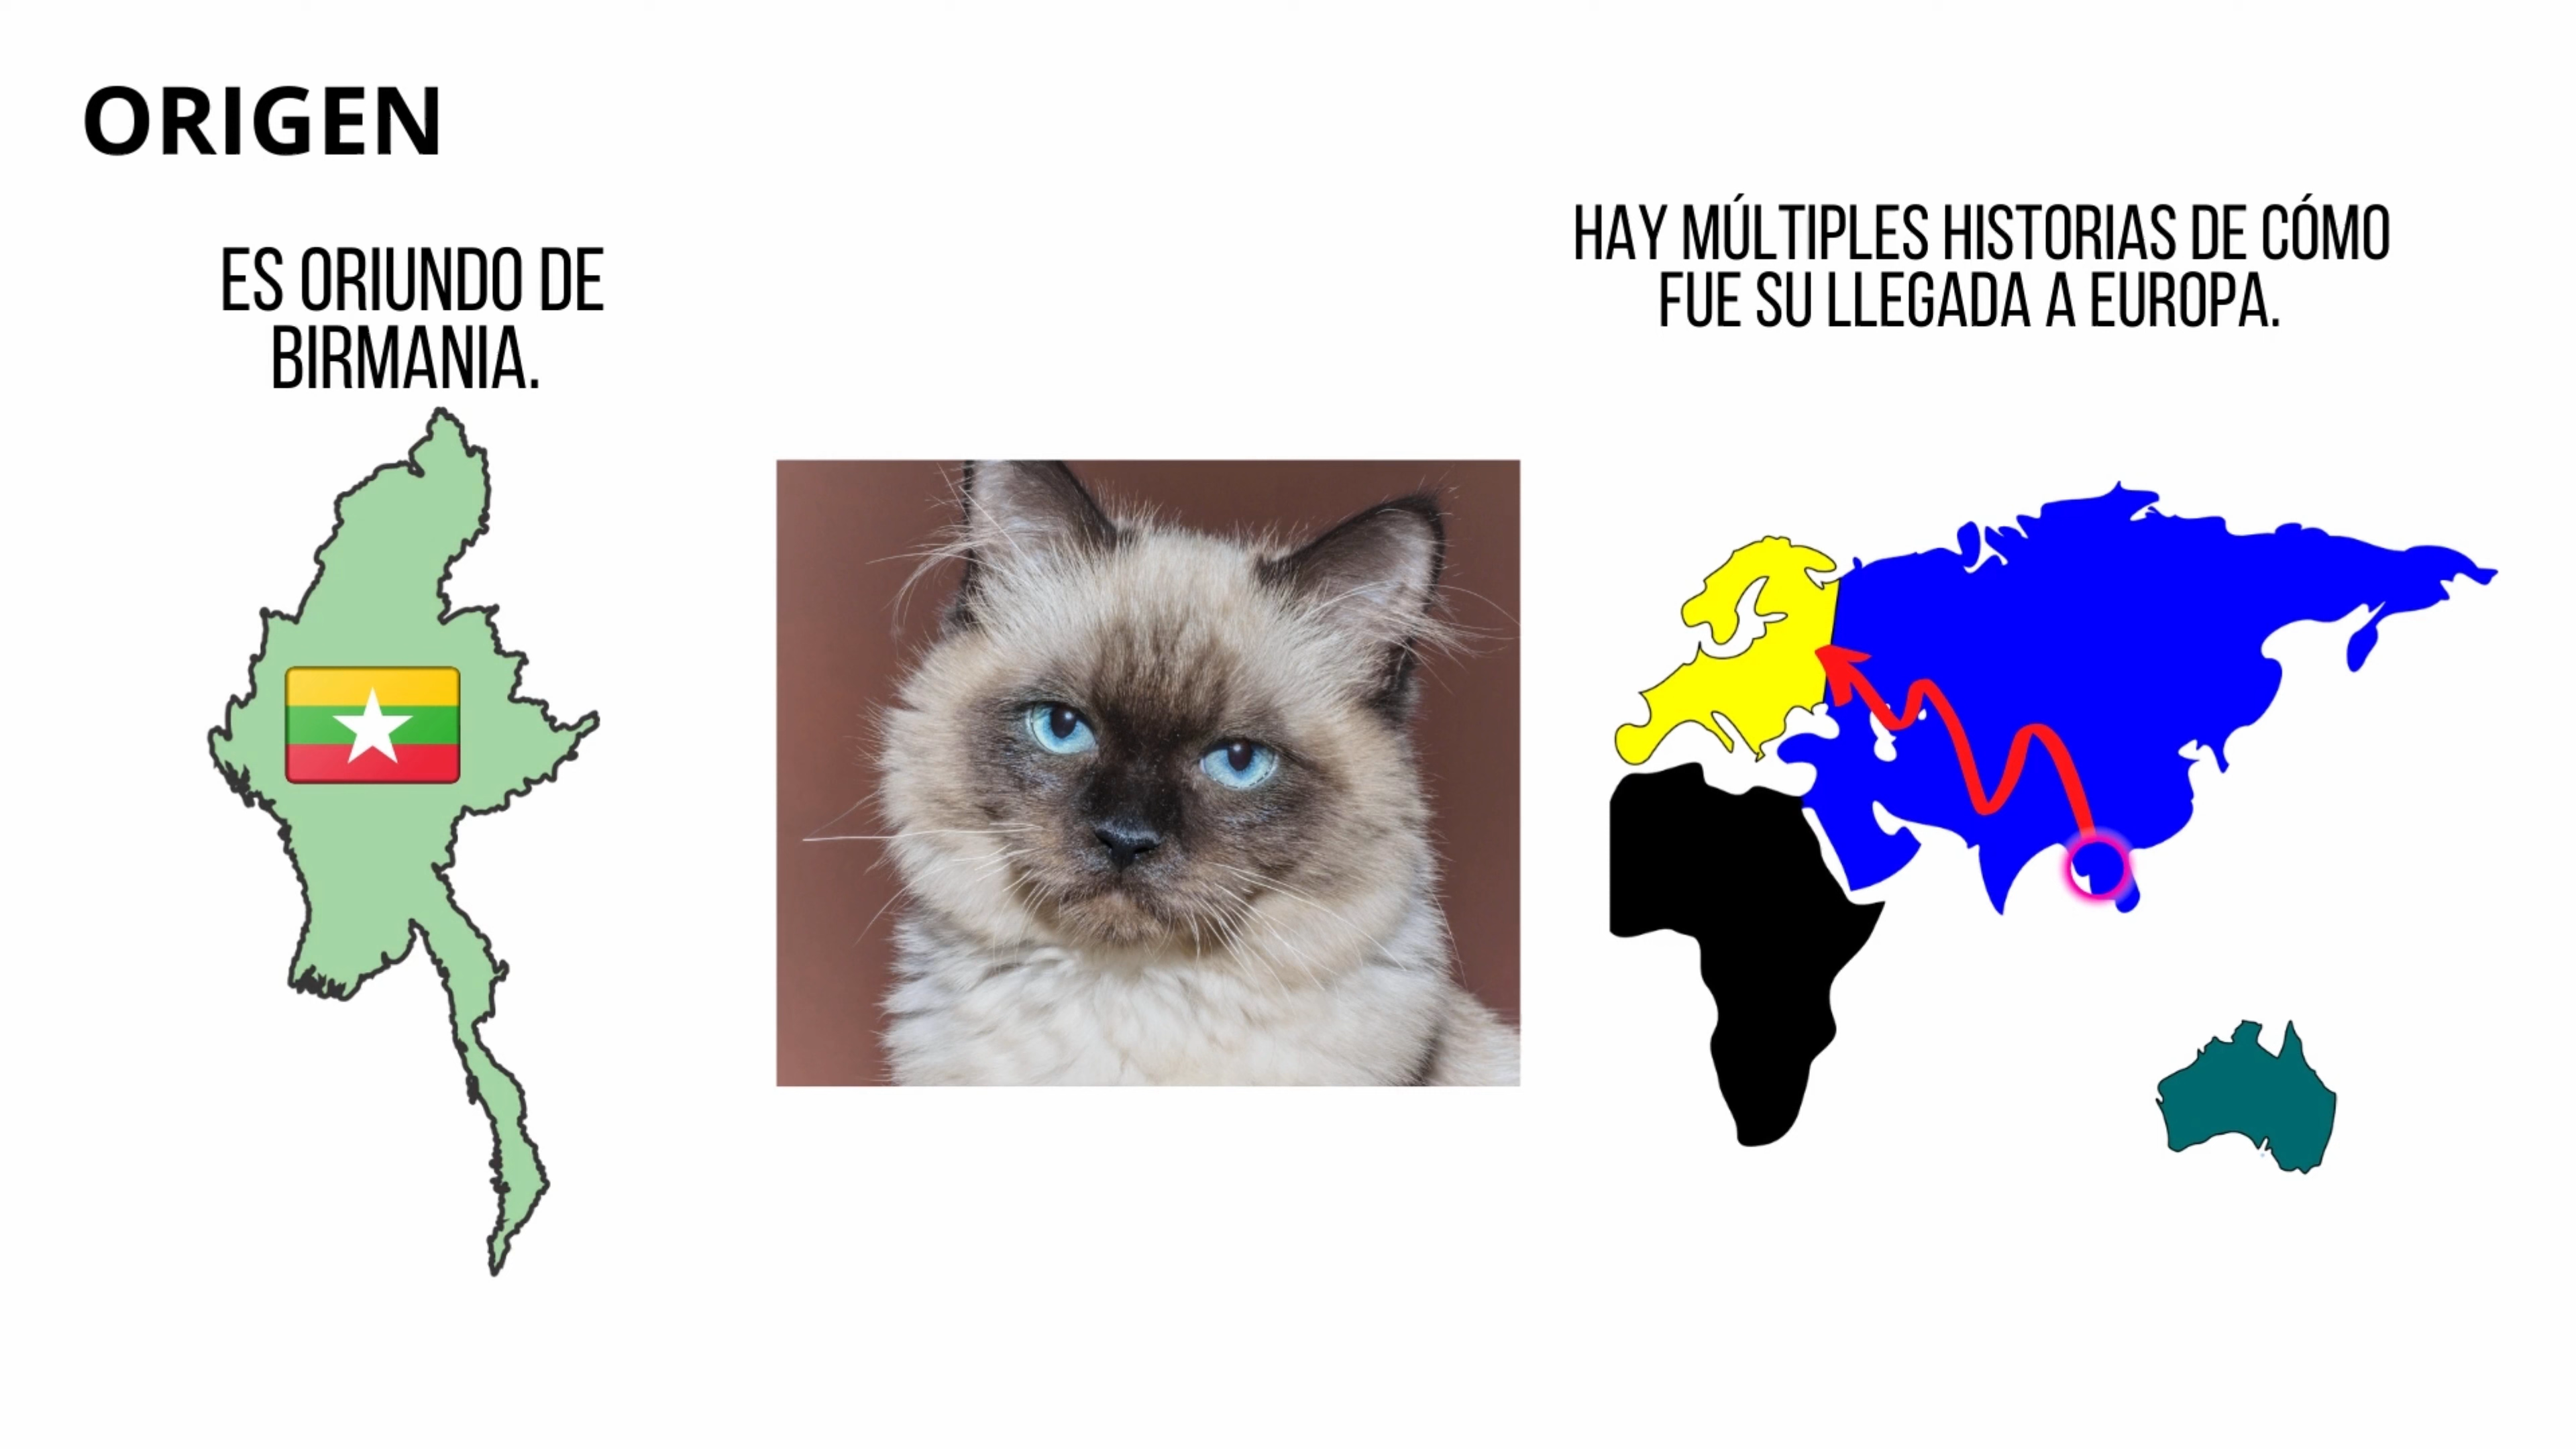 ORIGEN
ES ORIUNDO DE
BIRMANIA.
HAY MÚLTIPLES HISTORIAS DE CÓMO
FUE SU LLEGADA A EUROPA.